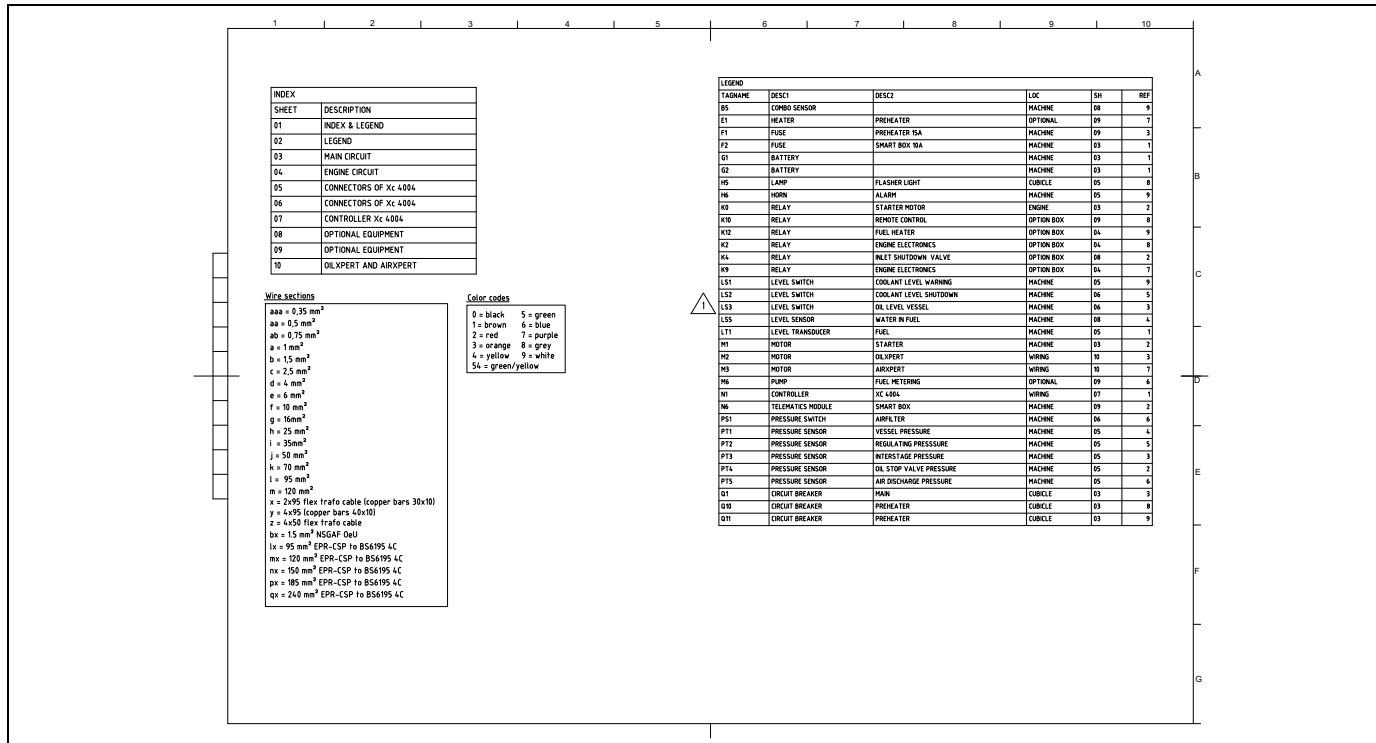 1 2 3 4 5 6 7 8 9 10
A
B
C
D
E
F
G
INDEX
SHEET DESCRIPTION
01 INDEX & LEGEND
02 LEGEND
03 MAIN CIRCUIT
04 ENGINE CIRCUIT
05 CONNECTORS OF Xc 4004
06 CONNECTORS OF Xc 4004
07 CONTROLLER Xc 4004
08 OPTIONAL EQUIPMENT
09 OPTIONAL EQUIPMENT
10 OILXPERT AND AIRXPERT
Wire sections
aaa = 0,35 mm²
aa = 0,5 mm²
ab = 0,75 mm²
a = 1 mm²
b = 1,5 mm²
c = 2,5 mm²
d = 4 mm²
e = 6 mm²
f = 10 mm²
g = 16mm²
h = 25 mm²
i = 35mm²
j = 50 mm²
k = 70 mm²
l = 95 mm²
m = 120 mm²
x = 2x95 flex trafo cable (copper bars 30x10)
y = 4x95 (copper bars 40x10)
z = 4x50 flex trafo cable
bx = 1.5 mm² NSGAF OeU
lx = 95 mm² EPR-CSP to BS6195 4C
mx = 120 mm² EPR-CSP to BS6195 4C
nx = 150 mm² EPR-CSP to BS6195 4C
px = 185 mm² EPR-CSP to BS6195 4C
qx = 240 mm² EPR-CSP to BS6195 4C
Color codes
0 = black 5 = green
1 = brown 6 = blue
2 = red 7 = purple
3 = orange 8 = grey
4 = yellow 9 = white
54 = green/yellow
1
LEGEND
TAGNAME DESC1 DESC2 LOC SH REF
B5 COMBO SENSOR MACHINE 08 9
E1 HEATER PREHEATER OPTIONAL 09 7
F1 FUSE PREHEATER 15A MACHINE 09 3
F2 FUSE SMART BOX 10A MACHINE 03 1
G1 BATTERY MACHINE 03 1
G2 BATTERY MACHINE 03 1
H5 LAMP FLASHER LIGHT CUBICLE 05 8
H6 HORN ALARM MACHINE 05 9
K0 RELAY STARTER MOTOR ENGINE 03 2
K10 RELAY REMOTE CONTROL OPTION BOX 09 8
K12 RELAY FUEL HEATER OPTION BOX 04 9
K2 RELAY ENGINE ELECTRONICS OPTION BOX 04 8
K4 RELAY INLET SHUTDOWN VALVE OPTION BOX 08 2
K9 RELAY ENGINE ELECTRONICS OPTION BOX 04 7
LS1 LEVEL SWITCH COOLANT LEVEL WARNING MACHINE 05 9
LS2 LEVEL SWITCH COOLANT LEVEL SHUTDOWN MACHINE 06 5
LS3 LEVEL SWITCH OIL LEVEL VESSEL MACHINE 06 3
LS5 LEVEL SENSOR WATER IN FUEL MACHINE 08 4
LT1 LEVEL TRANSDUCER FUEL MACHINE 05 1
M1 MOTOR STARTER MACHINE 03 2
M2 MOTOR OILXPERT WIRING 10 3
M3 MOTOR AIRXPERT WIRING 10 7
M6 PUMP FUEL METERING OPTIONAL 09 6
N1 CONTROLLER XC 4004 WIRING 07 1
N6 TELEMATICS MODULE SMART BOX MACHINE 09 2
PS1 PRESSURE SWITCH AIRFILTER MACHINE 06 6
PT1 PRESSURE SENSOR VESSEL PRESSURE MACHINE 05 4
PT2 PRESSURE SENSOR REGULATING PRESSSURE MACHINE 05 5
PT3 PRESSURE SENSOR INTERSTAGE PRESSURE MACHINE 05 3
PT4 PRESSURE SENSOR OIL STOP VALVE PRESSURE MACHINE 05 2
PT5 PRESSURE SENSOR AIR DISCHARGE PRESSURE MACHINE 05 6
Q1 CIRCUIT BREAKER MAIN CUBICLE 03 3
Q10 CIRCUIT BREAKER PREHEATER CUBICLE 03 8
Q11 CIRCUIT BREAKER PREHEATER CUBICLE 03 9